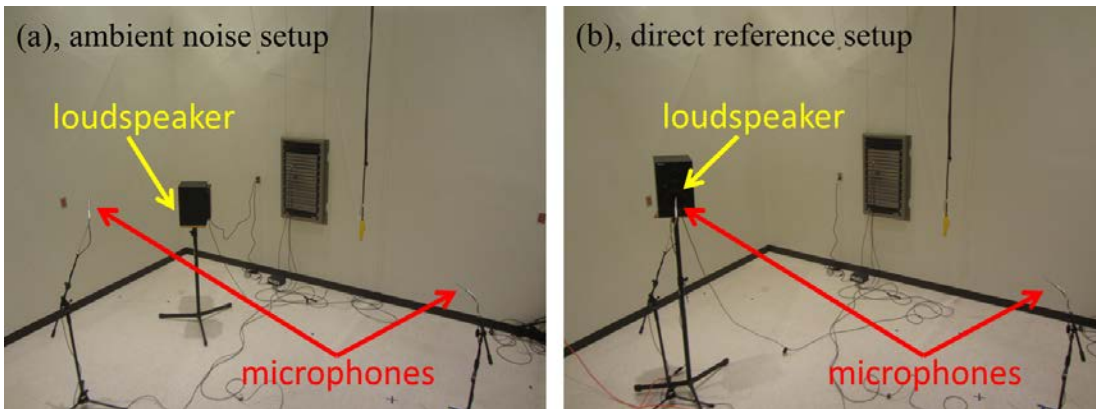 (a), ambient noise setup
loudspeaker
microphones
(b), direct reference setup
loudspeaker
microphones